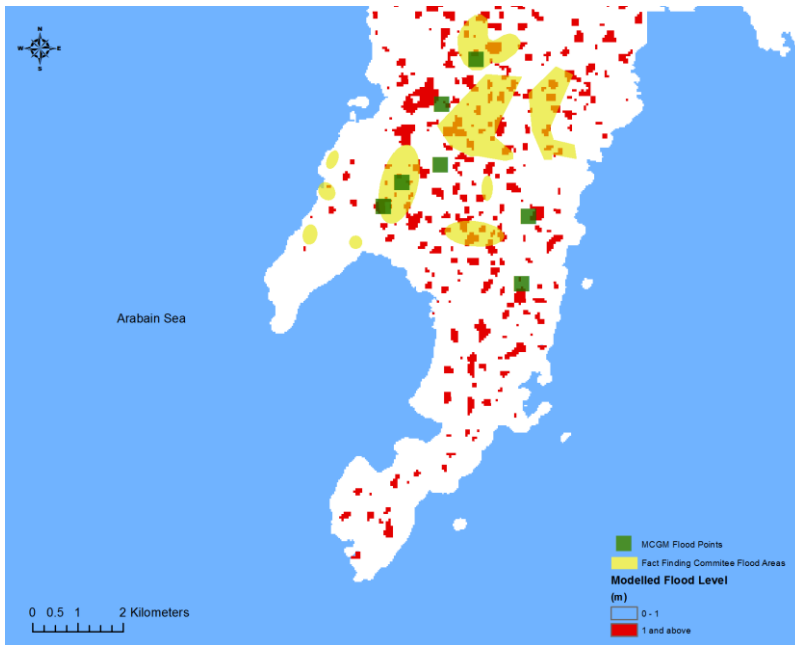 N
W E
S
Arabain Sea
MCGM Flood Points
Fact Finding Commitee Flood Areas
Modelled Flood Level
(m)
0 - 1
1 and above
0 0.5 1 2 Kilometers